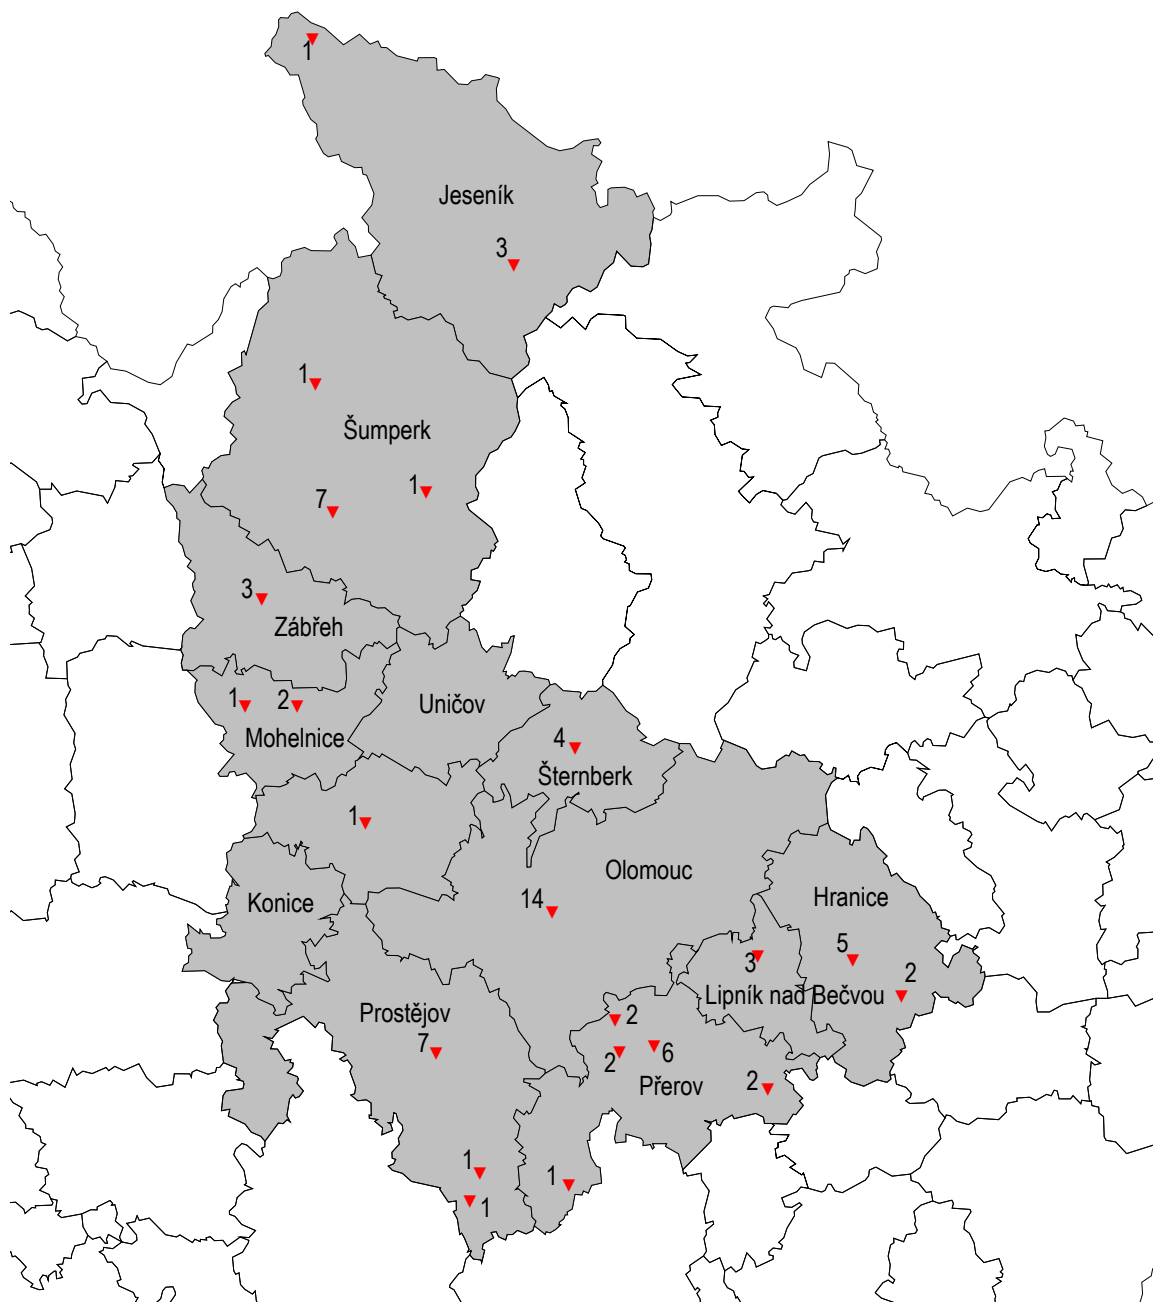 1
Jeseník
3
1
Šumperk
7
1
3
Zábřeh
1
2
Mohelnice
Uničov
4
Šternberk
1
Olomouc
14
Konice
Hranice
5
3
2
Lipník nad Bečvou
Prostějov
7
2
2
6
Přerov
2
1
1
1